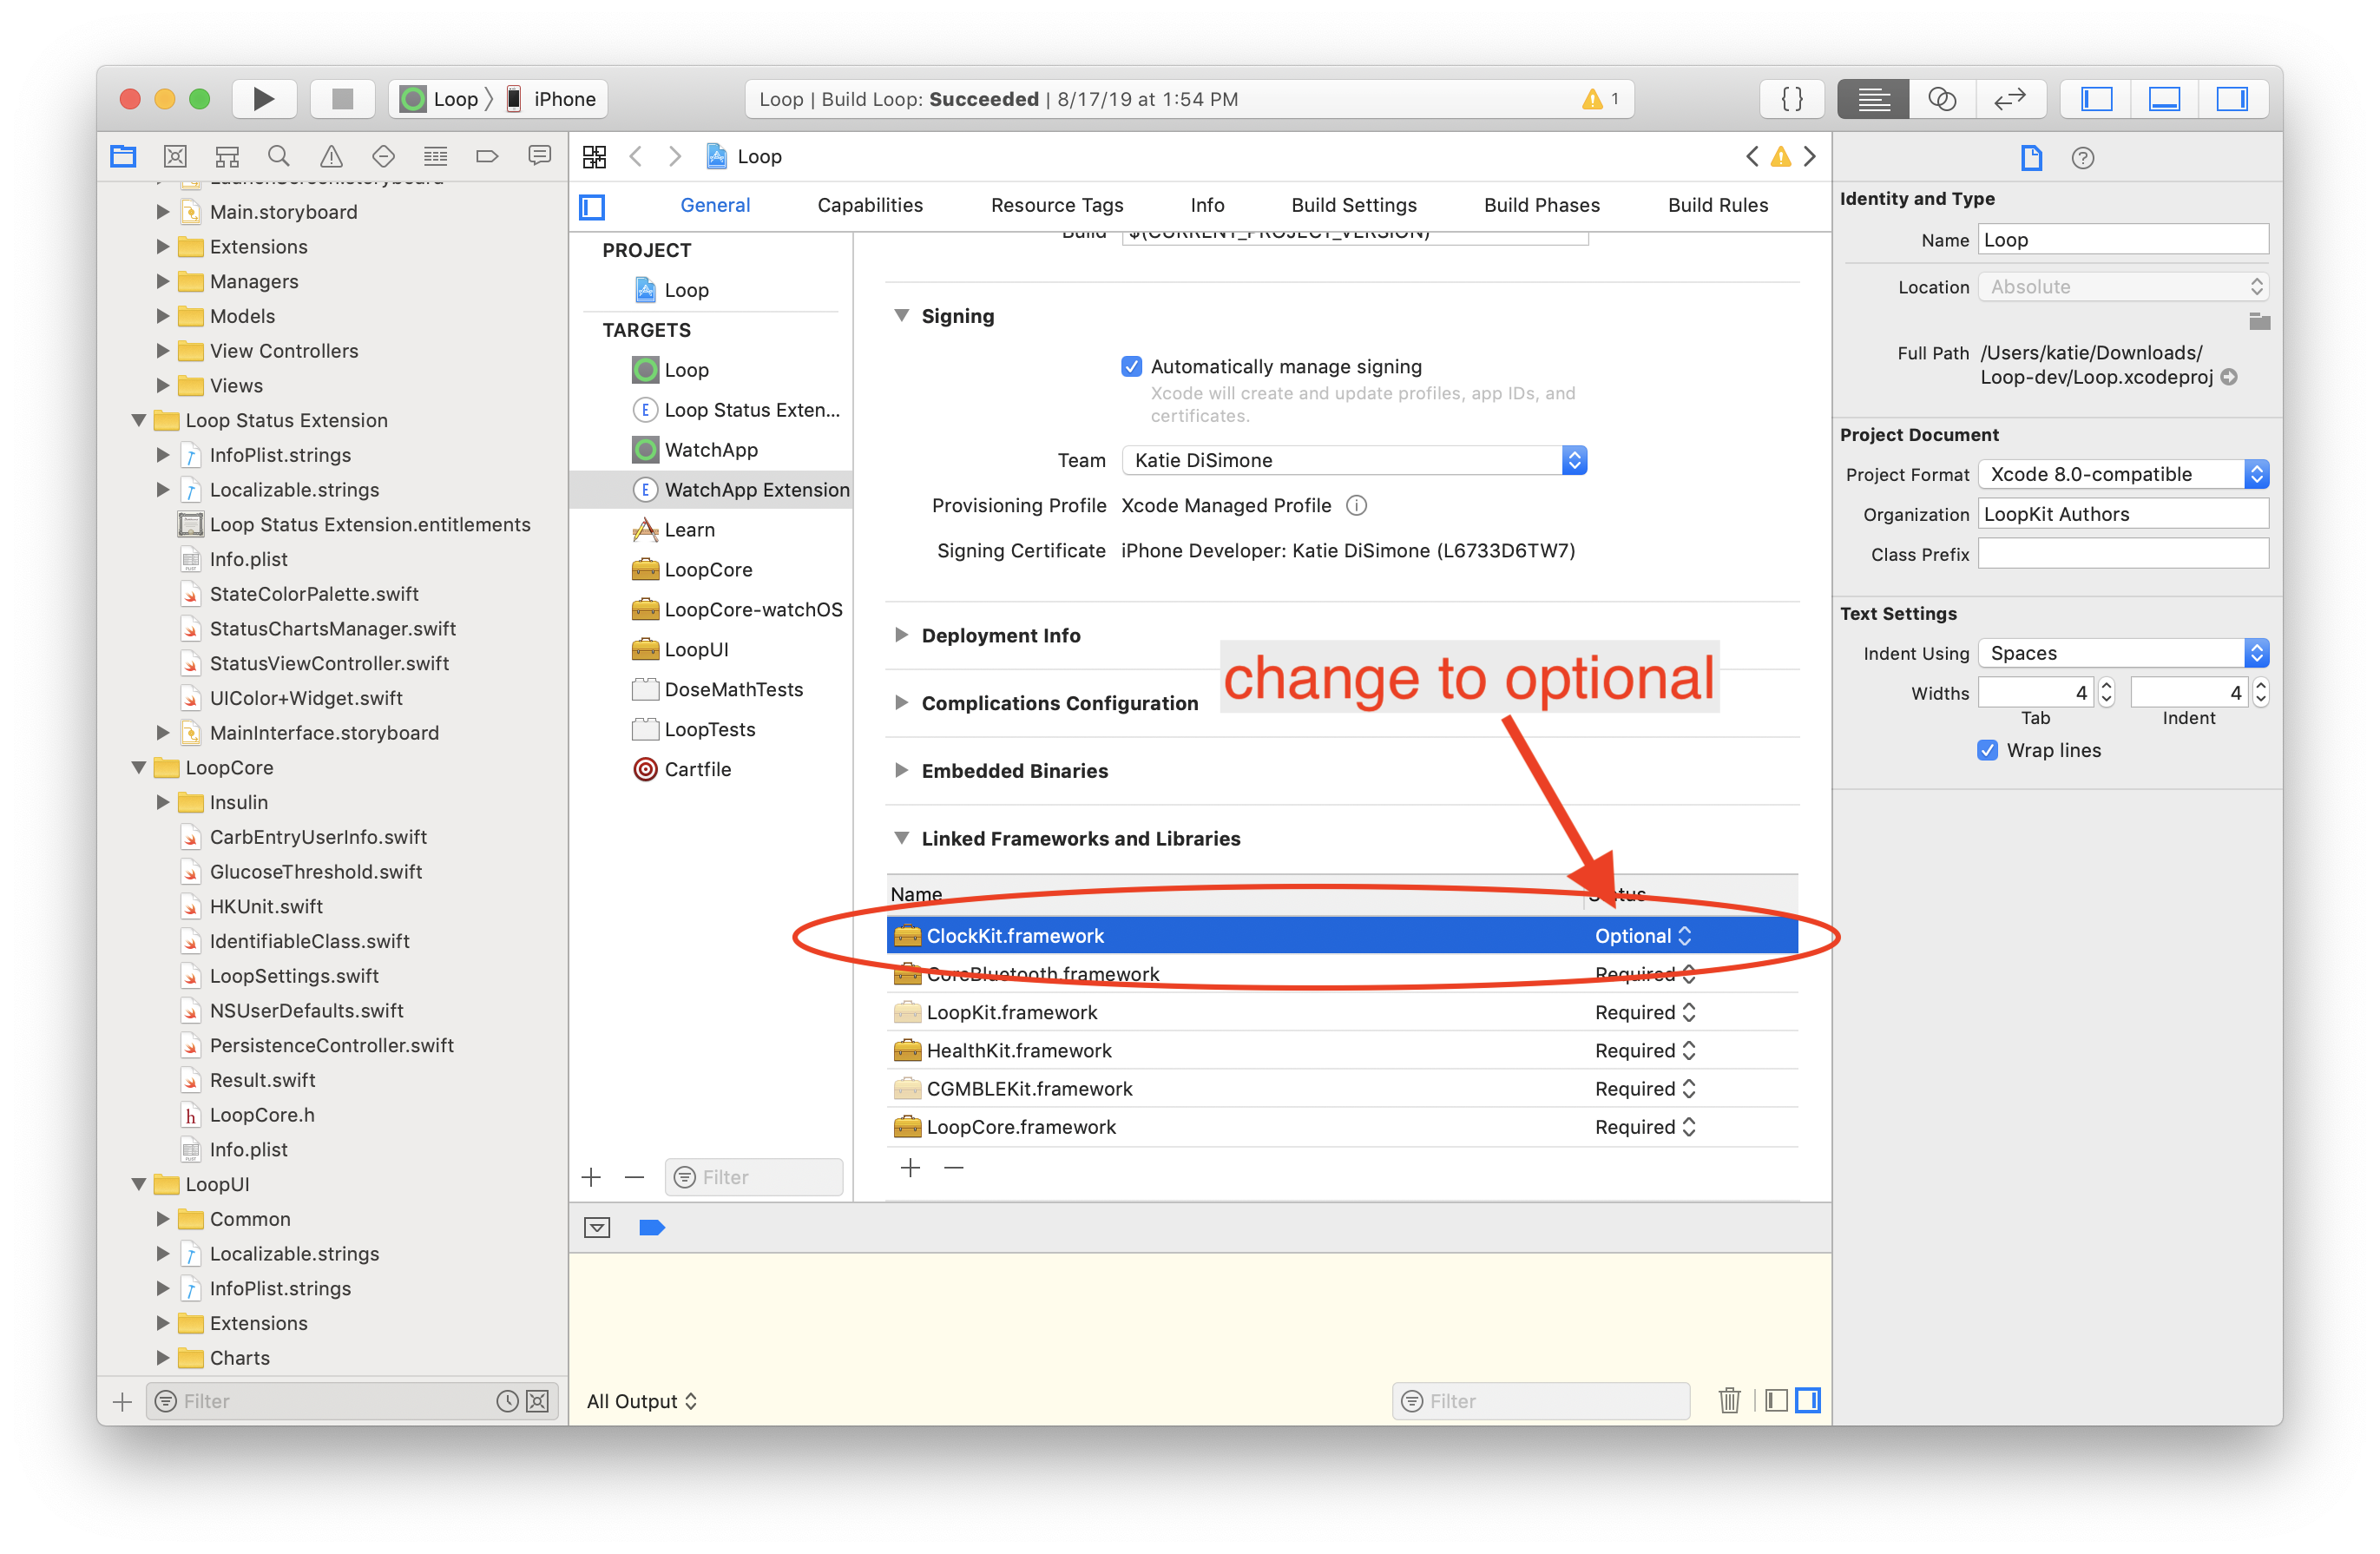 Loop
iPhone
Loop | Build Loop: Succeeded | 8/17/19 at 1:54 PM
1
LaunchScreen.storyboard
Main.storyboard
Extensions
Managers
Models
View Controllers
Views
Loop Status Extension
InfoPlist.strings
Localizable.strings
Loop Status Extension.entitlements
Info.plist
StateColorPalette.swift
StatusChartsManager.swift
StatusViewController.swift
UIColor+Widget.swift
MainInterface.storyboard
LoopCore
Insulin
CarbEntryUserInfo.swift
GlucoseThreshold.swift
HKUnit.swift
IdentifiableClass.swift
LoopSettings.swift
NSUserDefaults.swift
PersistenceController.swift
Result.swift
LoopCore.h
Info.plist
LoopUI
Common
Localizable.strings
InfoPlist.strings
Extensions
Charts
Filter
Loop
General
Capabilities
Resource Tags
Info
Build Settings
Build Phases
Build Rules
PROJECT
Loop
TARGETS
Loop
Loop Status Exten...
WatchApp
WatchApp Extension
Learn
LoopCore
LoopCore-watchOS
LoopUI
DoseMathTests
LoopTests
Cartfile
Filter
Build $(CURRENT_PROJECT_VERSION)
Signing
Automatically manage signing
Xcode will create and update profiles, app IDs, and
certificates.
Team Katie DiSimone
Provisioning Profile Xcode Managed Profile
Signing Certificate iPhone Developer: Katie DiSimone (L6733D6TW7)
Deployment Info
change to optional
Complications Configuration
Embedded Binaries
Linked Frameworks and Libraries
Name Status
ClockKit.framework Optional
CoreBluetooth.framework Required
LoopKit.framework Required
HealthKit.framework Required
CGMBLEKit.framework Required
LoopCore.framework Required
All Output
Filter
Identity and Type
Name Loop
Location Absolute
Full Path /Users/katie/Downloads/
Loop-dev/Loop.xcodeproj
Project Document
Project Format Xcode 8.0-compatible
Organization LoopKit Authors
Class Prefix
Text Settings
Indent Using Spaces
Widths 4 4
Tab Indent
Wrap lines